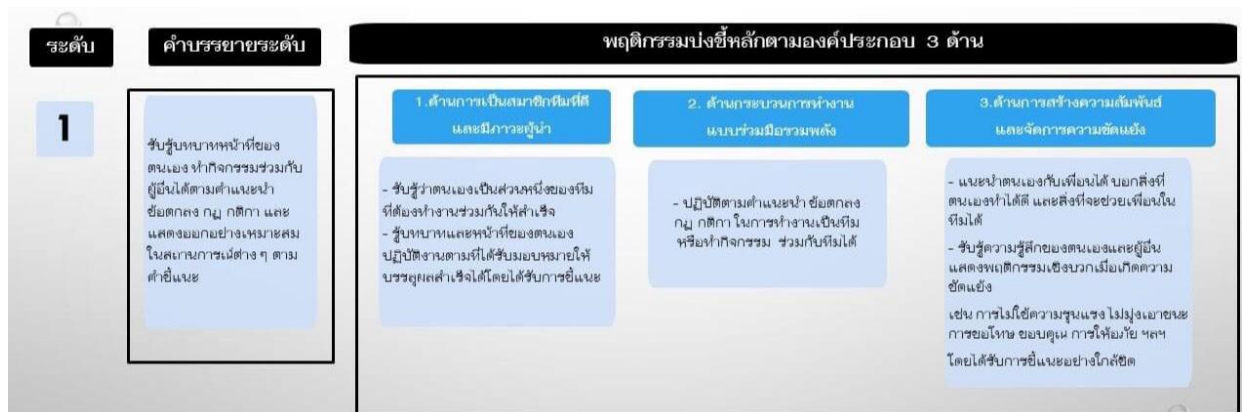 ระดับ
คำบรรยายระดับ
พฤติกรรมบ่งชี้หลักตามองค์ประกอบ 3 ด้าน
1
รับรู้บทบาทหน้าที่ของ
ตนเอง ทำกิจกรรมร่วมกับ
ผู้อื่นได้ตามคำแนะนำ
ข้อตกลง กฎ กติกา และ
แสดงออกอย่างเหมาะสม
ในสถานการณ์ต่าง ๆ ตาม
คำชี้แนะ
1.ด้านการเป็นสมาชิกทีมที่ดี
และมีภาวะผู้นำ
- รับรู้ว่าตนเองเป็นส่วนหนึ่งของทีม
ที่ต้องทำงานร่วมกันให้สำเร็จ
- รู้บทบาทและหน้าที่ของตนเอง
ปฏิบัติงานตามที่ได้รับมอบหมายให้
บรรลุผลสำเร็จได้โดยได้รับการชี้แนะ
2. ด้านกระบวนการทำงาน
แบบร่วมมือรวมพลัง
- ปฏิบัติตามคำแนะนำ ข้อตกลง
กฎ กติกา ในการทำงานเป็นทีม
หรือทำกิจกรรม ร่วมกับทีมได้
3.ด้านการสร้างความสัมพันธ์
และจัดการความขัดแย้ง
- แนะนำตนเองกับเพื่อนได้ บอกสิ่งที่
ตนเองทำได้ดี และสิ่งที่จะช่วยเพื่อนใน
ทีมได้
- รับรู้ความรู้สึกของตนเองและผู้อื่น
แสดงพฤติกรรมเชิงบวกเมื่อเกิดความ
ขัดแย้ง
เช่น การไม่ใช้ความรุนแรง ไม่มุ่งเอาชนะ
การขอโทษ ขอบคุณ การให้อภัย ฯลฯ
โดยได้รับการชี้แนะอย่างใกล้ชิด